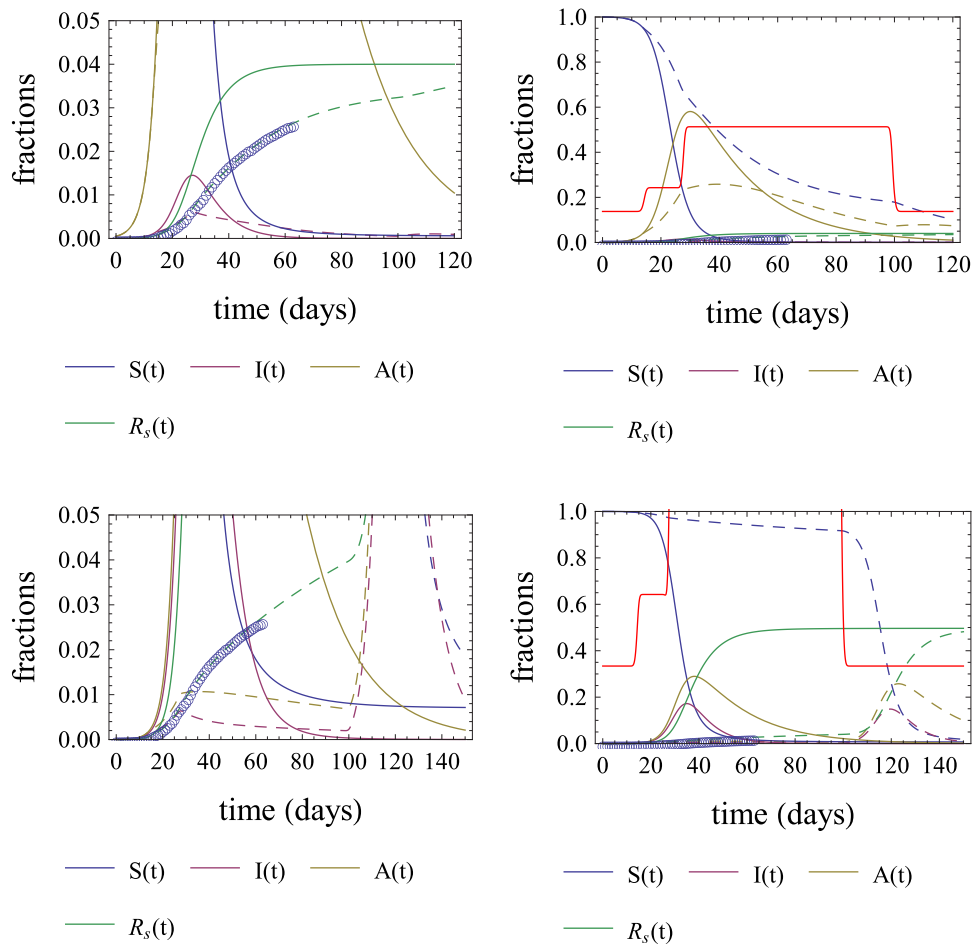 0.05
0.04
0.03
0.02
0.01
0.00
fractions
0 20 40 60 80 100 120
time (days)
S(t) I(t) A(t)
Rs(t)
1.0
0.8
0.6
0.4
0.2
0.0
fractions
0 20 40 60 80 100 120
time (days)
S(t) I(t) A(t)
Rs(t)
0.05
0.04
0.03
0.02
0.01
0.00
fractions
0 20 40 60 80 100 120 140
time (days)
S(t) I(t) A(t)
Rs(t)
1.0
0.8
0.6
0.4
0.2
0.0
fractions
0 20 40 60 80 100 120 140
time (days)
S(t) I(t) A(t)
Rs(t)